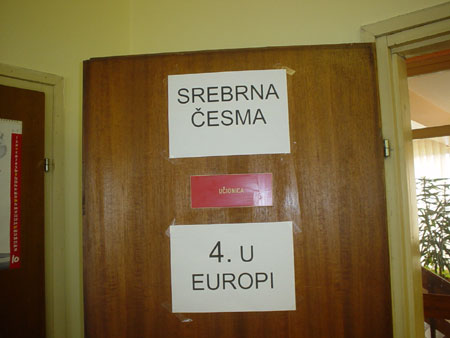 SREBRNA
ČESMA
UČIONICA
4. U
EUROPI